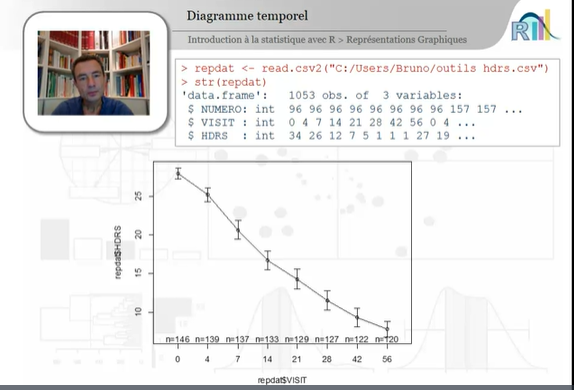 Diagramme temporel
Introduction à la statistique avec R > Représentations Graphiques
> repdat <- read.csv2("C:/Users/Bruno/outils hdrs.csv")
> str(repdat)
'data.frame':   1053 obs. of  3 variables:
$ NUMERO: int  96 96 96 96 96 96 96 96 157 157 ...
$ VISIT : int  0 4 7 14 21 28 42 56 0 4 ...
$ HDRS  : int  34 26 12 7 5 1 1 1 27 19 ...
repdat$HDRS
25
20
15
10
n=146 n=139 n=137 n=133 n=129 n=127 n=122 n=120
0 4 7 14 21 28 42 56
repdat$VISIT